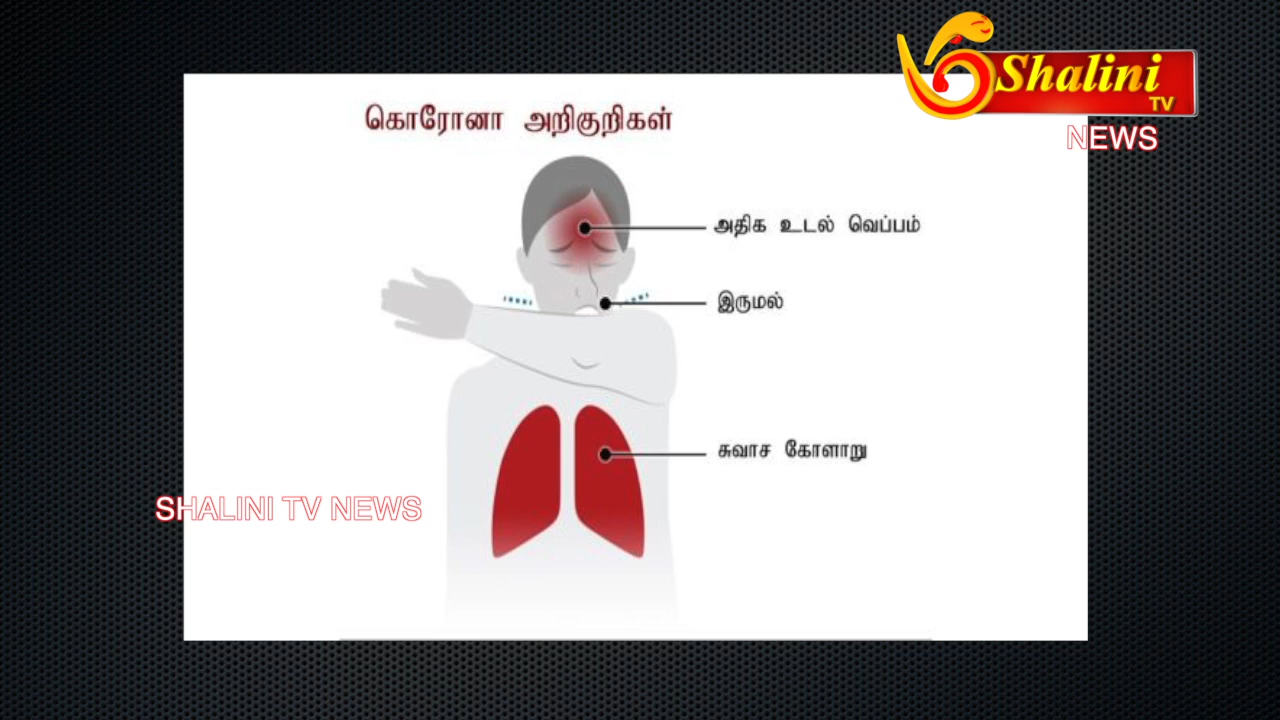 Shalini
TV
NEWS
கொரோனா அறிகுறிகள்
அதிக உடல் வெப்பம்
இருமல்
சுவாச கோளாறு
SHALINI TV NEWS